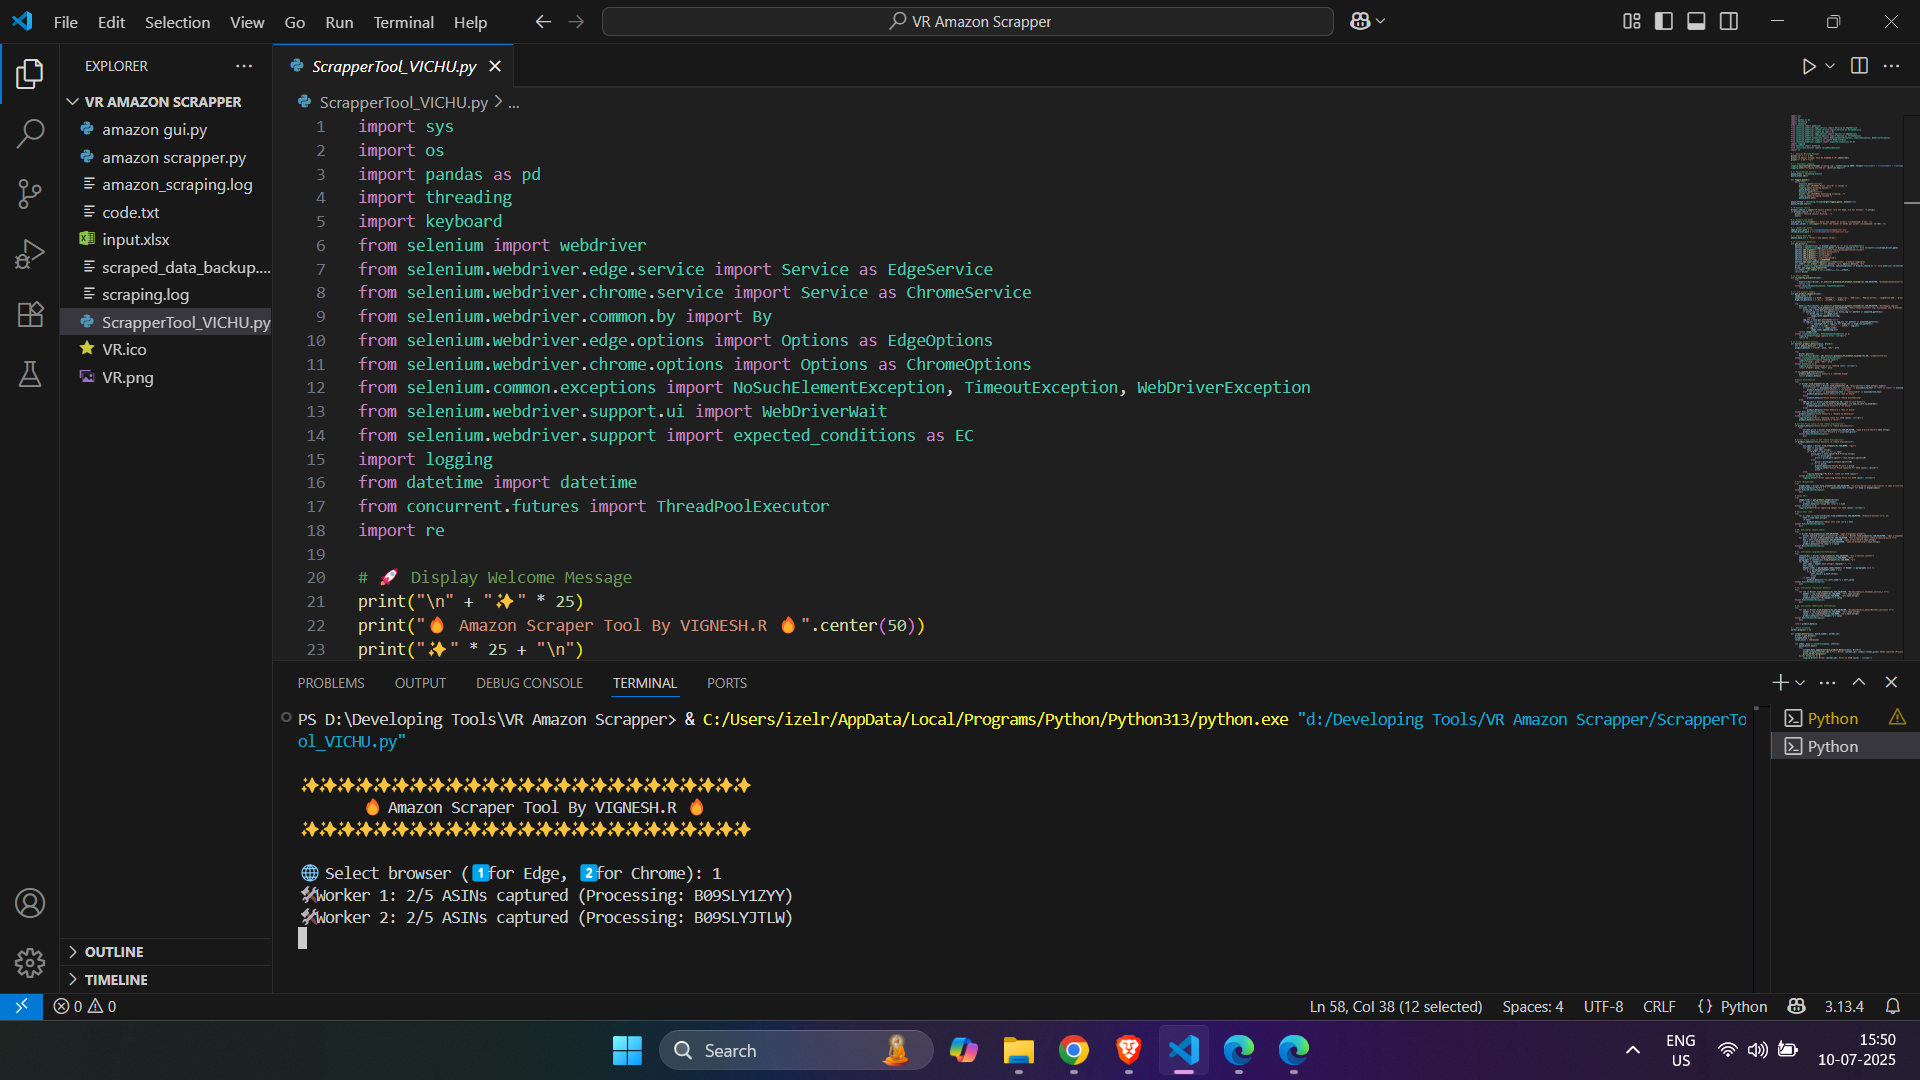 File Edit Selection View Go Run Terminal Help
VR Amazon Scrapper
EXPLORER
VR AMAZON SCRAPPER
amazon gui.py
amazon scrapper.py
amazon_scraping.log
code.txt
input.xlsx
scraped_data_backup....
scraping.log
ScrapperTool_VICHU.py
VR.ico
VR.png
OUTLINE
TIMELINE
ScrapperTool_VICHU.py
ScrapperTool_VICHU.py > ...
1 import sys
2 import os
3 import pandas as pd
4 import threading
5 import keyboard
6 from selenium import webdriver
7 from selenium.webdriver.edge.service import Service as EdgeService
8 from selenium.webdriver.chrome.service import Service as ChromeService
9 from selenium.webdriver.common.by import By
10 from selenium.webdriver.edge.options import Options as EdgeOptions
11 from selenium.webdriver.chrome.options import Options as ChromeOptions
12 from selenium.common.exceptions import NoSuchElementException, TimeoutException, WebDriverException
13 from selenium.webdriver.support.ui import WebDriverWait
14 from selenium.webdriver.support import expected_conditions as EC
15 import logging
16 from datetime import datetime
17 from concurrent.futures import ThreadPoolExecutor
18 import re
19
20 # 🚀 Display Welcome Message
21 print("\n" + "✨" * 25)
22 print("🔥 Amazon Scraper Tool By VIGNESH.R 🔥".center(50))
23 print("✨" * 25 + "\n")
PROBLEMS OUTPUT DEBUG CONSOLE TERMINAL PORTS
PS D:\Developing Tools\VR Amazon Scrapper> & C:/Users/izelr/AppData/Local/Programs/Python/Python313/python.exe "d:/Developing Tools/VR Amazon Scrapper/ScrapperTo
ol_VICHU.py"
✨✨✨✨✨✨✨✨✨✨✨✨✨✨✨✨✨✨✨✨✨✨✨✨✨
🔥 Amazon Scraper Tool By VIGNESH.R 🔥
✨✨✨✨✨✨✨✨✨✨✨✨✨✨✨✨✨✨✨✨✨✨✨✨✨
🌐 Select browser (1️⃣for Edge, 2️⃣for Chrome): 1
🛠Worker 1: 2/5 ASINs captured (Processing: B09SLY1ZYY)
🛠Worker 2: 2/5 ASINs captured (Processing: B09SLYJTLW)
Python
Python
0 0
Ln 58, Col 38 (12 selected) Spaces: 4 UTF-8 CRLF {} Python 3.13.4
Search
ENG
US
15:50
10-07-2025